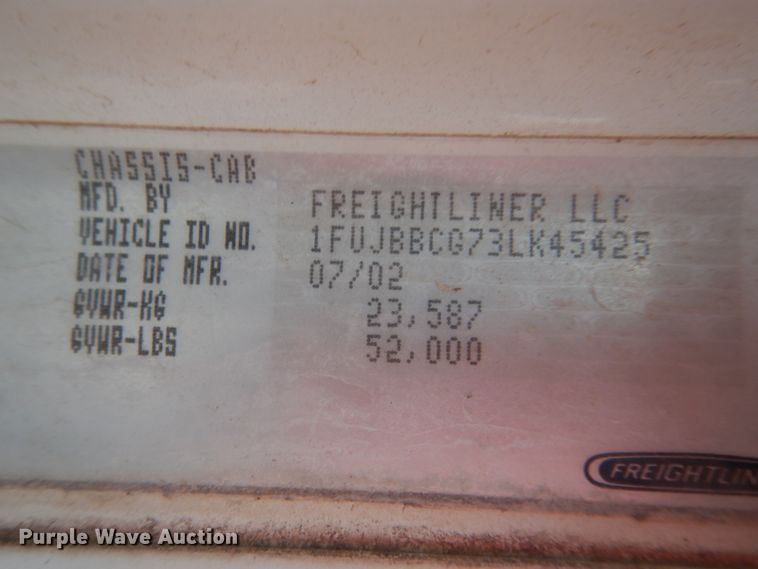 CHASSIS-CAB
MFD. BY FREIGHTLINER LLC
VEHICLE ID NO. 1FUJBBCG73LK45425
DATE OF MFR. 07/02
GVWR-KG 23,587
GVWR-LBS 52,000
FREIGHTLIN
Purple Wave Auction